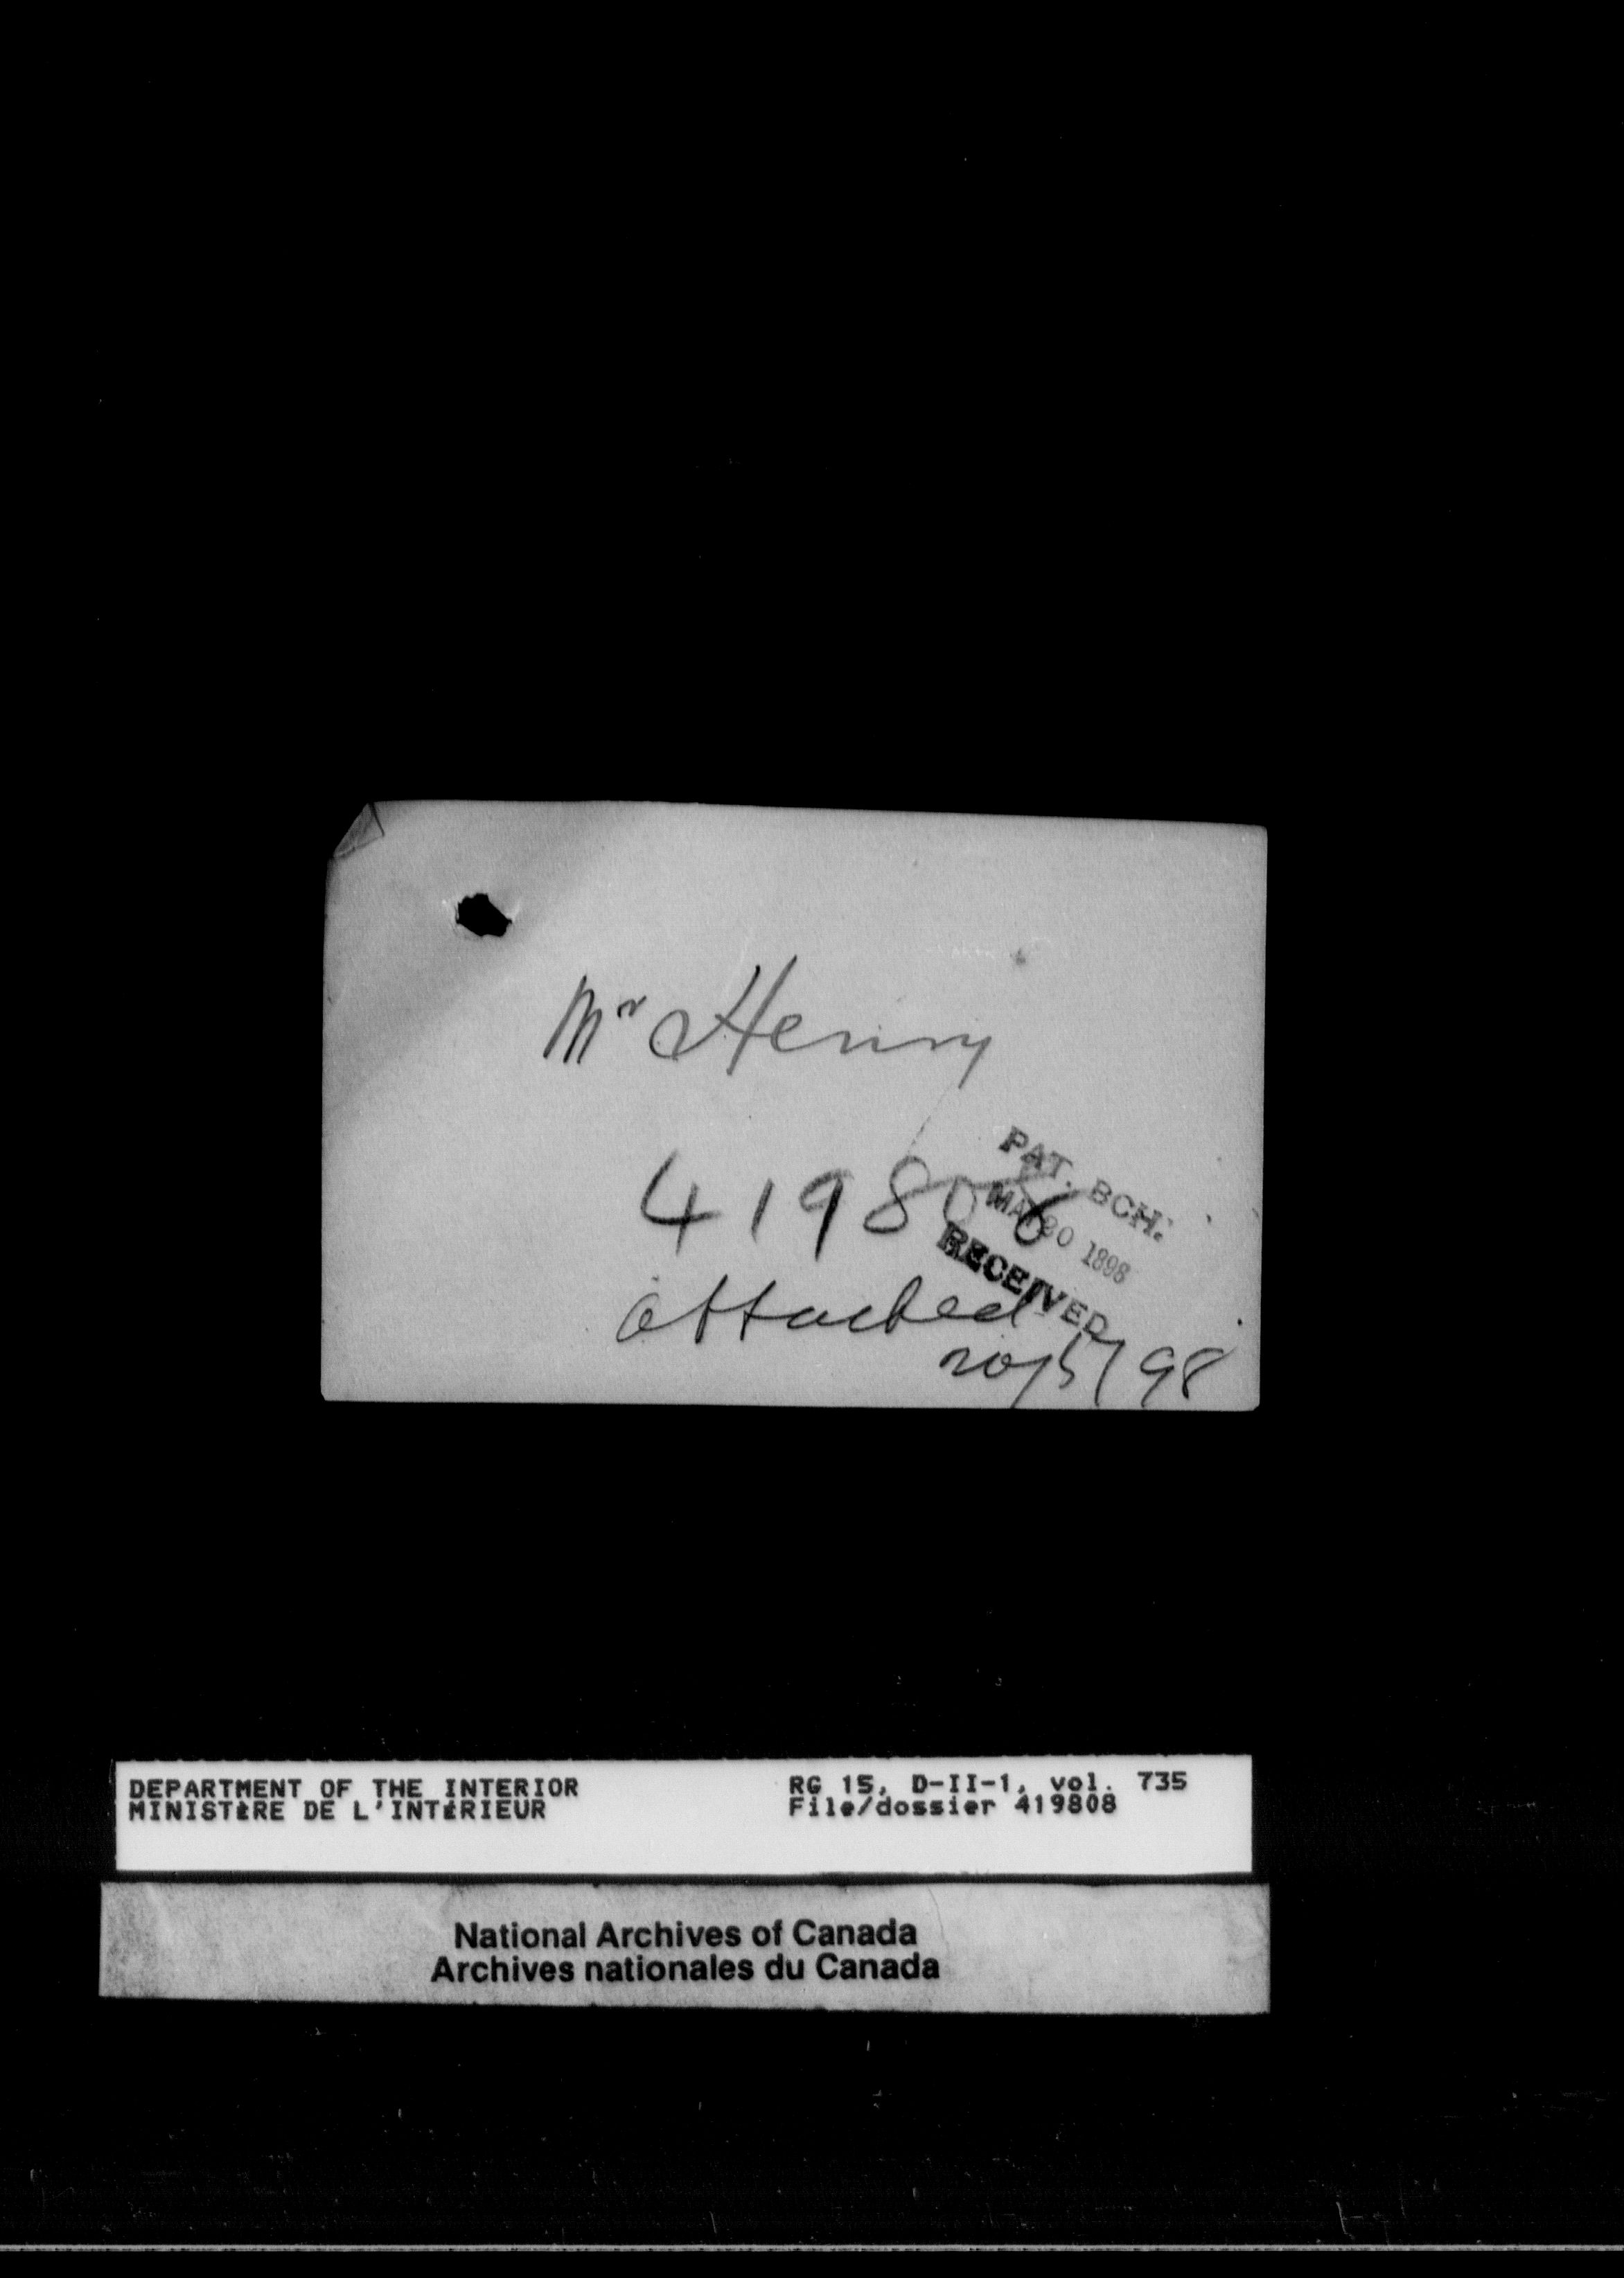 Mr Henry
419808
attached
20/5/98
PAT. BCH.
MAY 20 1898
RECEIVED
DEPARTMENT OF THE INTERIOR
MINISTÈRE DE L'INTÉRIEUR
RG 15, D-II-1, vol. 735
File/dossier 419808
National Archives of Canada
Archives nationales du Canada